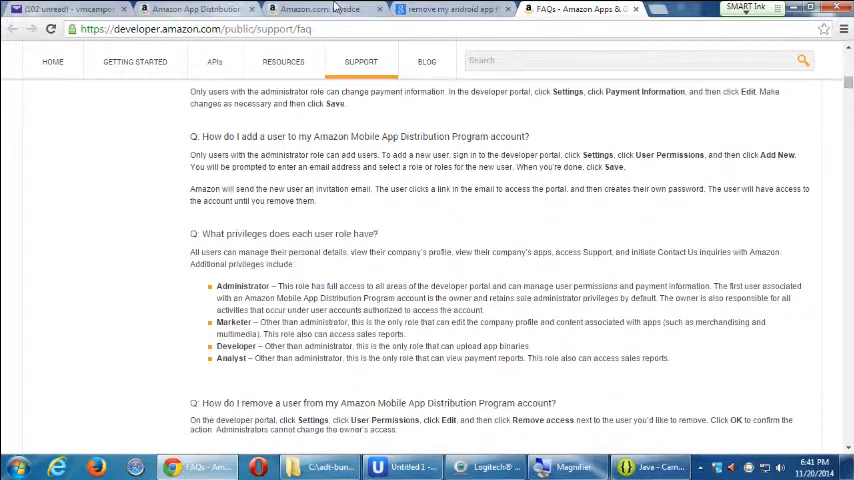 (102 unread) - vmcampos
Amazon App Distribution
Amazon.com:
remove my android app f
FAQs - Amazon Apps & G
SMART Ink
https://developer.amazon.com/public/support/faq
HOME
GETTING STARTED
APIs
RESOURCES
SUPPORT
BLOG
Search
Only users with the administrator role can change payment information. In the developer portal, click Settings, click Payment Information, and then click Edit. Make
changes as necessary and then click Save.
Q: How do I add a user to my Amazon Mobile App Distribution Program account?
Only users with the administrator role can add users. To add a new user, sign in to the developer portal, click Settings, click User Permissions, and then click Add New.
You will be prompted to enter an email address and select a role or roles for the new user. When you're done, click Save.
Amazon will send the new user an invitation email. The user clicks a link in the email to access the portal, and then creates their own password. The user will have access to
the account until you remove them.
Q: What privileges does each user role have?
All users can manage their personal details, view their company's profile, view their company's apps, access Support, and initiate Contact Us inquiries with Amazon.
Additional privileges include:
Administrator – This role has full access to all areas of the developer portal and can manage user permissions and payment information. The first user associated
with an Amazon Mobile App Distribution Program account is the owner and retains sole administrator privileges by default. The owner is also responsible for all
activities that occur under user accounts authorized to access the account.
Marketer – Other than administrator, this is the only role that can edit the company profile and content associated with apps (such as merchandising and
multimedia). This role also can access sales reports.
Developer – Other than administrator, this is the only role that can upload app binaries.
Analyst – Other than administrator, this is the only role that can view payment reports. This role also can access sales reports.
Q: How do I remove a user from my Amazon Mobile App Distribution Program account?
On the developer portal, click Settings, click User Permissions, click Edit, and then click Remove access next to the user you'd like to remove. Click OK to confirm the
action. Administrators cannot change the owner's access.
FAQs - Am...
C:\adt-bun...
Untitled 1 -...
Logitech® ...
Magnifier
Java - Cam...
6:41 PM
11/20/2014